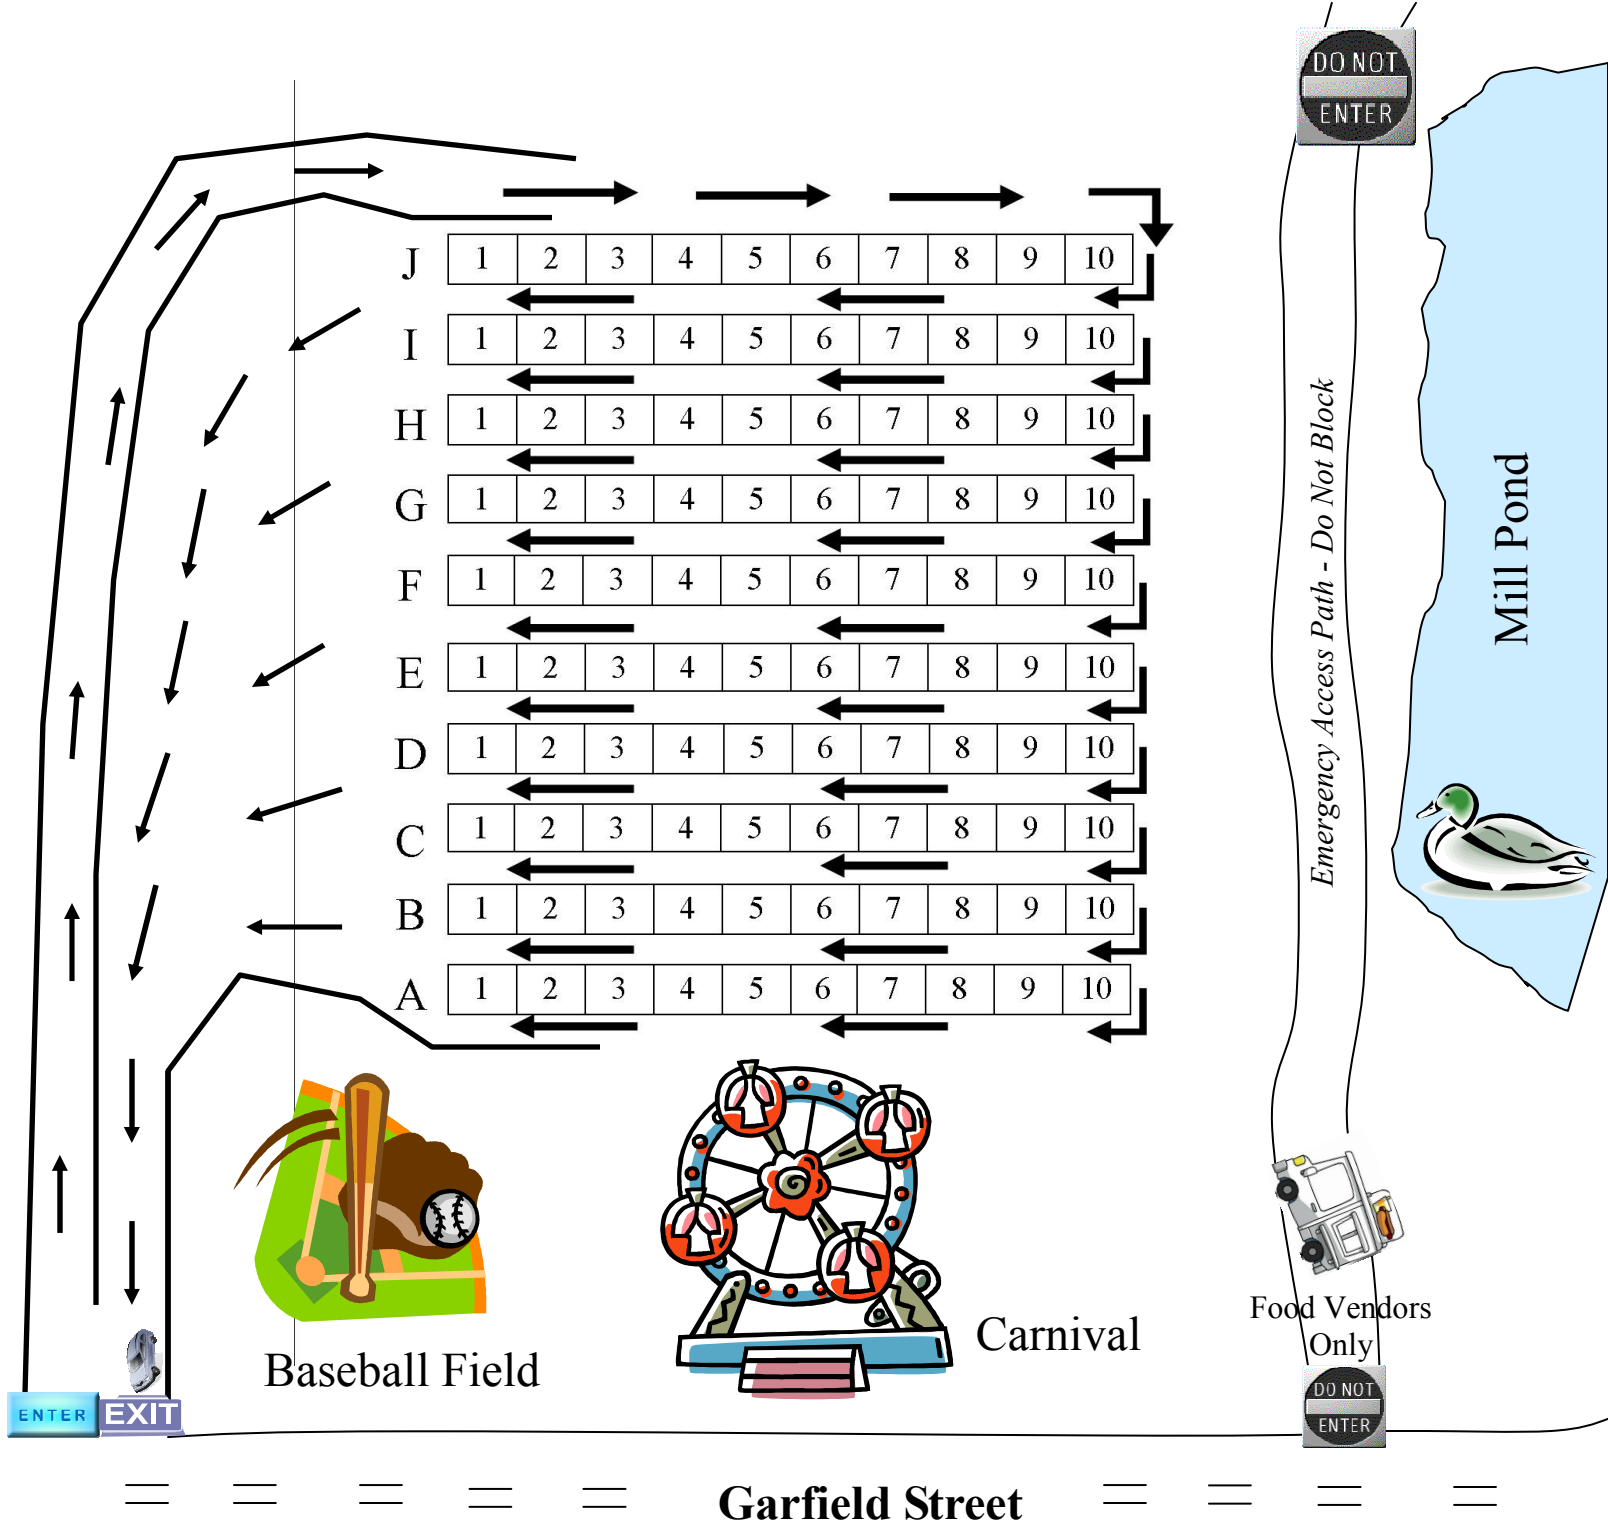 DO NOT
ENTER
J 1 2 3 4 5 6 7 8 9 10
I 1 2 3 4 5 6 7 8 9 10
H 1 2 3 4 5 6 7 8 9 10
G 1 2 3 4 5 6 7 8 9 10
F 1 2 3 4 5 6 7 8 9 10
E 1 2 3 4 5 6 7 8 9 10
D 1 2 3 4 5 6 7 8 9 10
C 1 2 3 4 5 6 7 8 9 10
B 1 2 3 4 5 6 7 8 9 10
A 1 2 3 4 5 6 7 8 9 10
Emergency Access Path - Do Not Block
Mill Pond
Baseball Field
Carnival
Food Vendors
Only
ENTER
EXIT
DO NOT
ENTER
Garfield Street